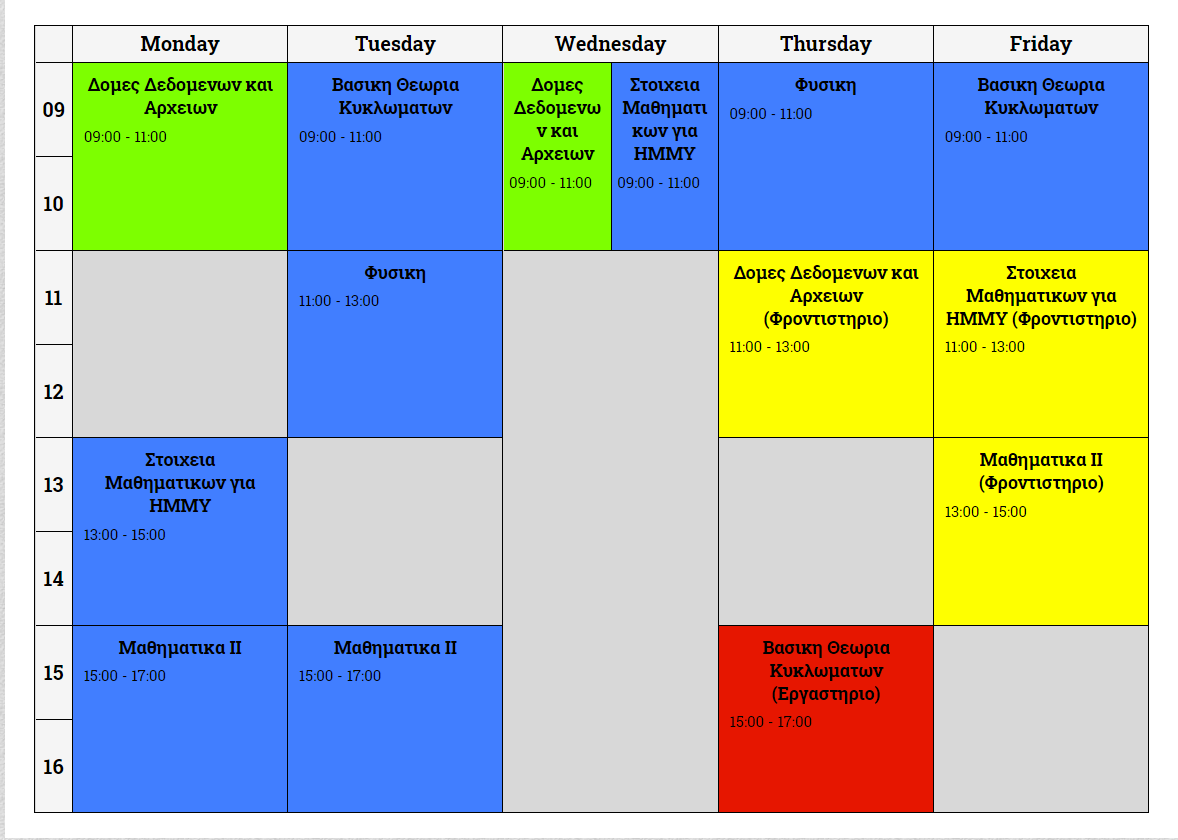 Monday Tuesday Wednesday Thursday Friday
09
Δομες Δεδομενων και
Αρχειων
09:00 - 11:00
Βασικη Θεωρια
Κυκλωματων
09:00 - 11:00
Δομες
Δεδομενω
ν και
Αρχειων
09:00 - 11:00
Στοιχεια
Μαθηματι
κων για
ΗΜΜΥ
09:00 - 11:00
Φυσικη
09:00 - 11:00
Βασικη Θεωρια
Κυκλωματων
09:00 - 11:00
10
11
Φυσικη
11:00 - 13:00
Δομες Δεδομενων και
Αρχειων
(Φροντιστηριο)
11:00 - 13:00
Στοιχεια
Μαθηματικων για
ΗΜΜΥ (Φροντιστηριο)
11:00 - 13:00
12
13
Στοιχεια
Μαθηματικων για
ΗΜΜΥ
13:00 - 15:00
Μαθηματικα ΙΙ
(Φροντιστηριο)
13:00 - 15:00
14
15
Μαθηματικα ΙΙ
15:00 - 17:00
Μαθηματικα ΙΙ
15:00 - 17:00
Βασικη Θεωρια
Κυκλωματων
(Εργαστηριο)
15:00 - 17:00
16